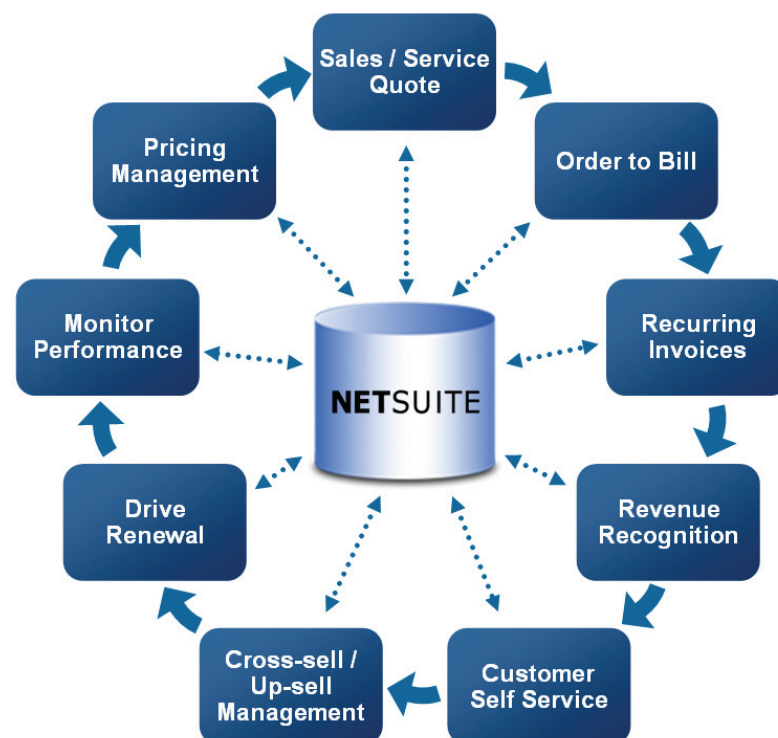 Sales / Service
Quote
Order to Bill
Recurring
Invoices
Revenue
Recognition
Customer
Self Service
Cross-sell /
Up-sell
Management
Drive
Renewal
Monitor
Performance
Pricing
Management
NETSUITE